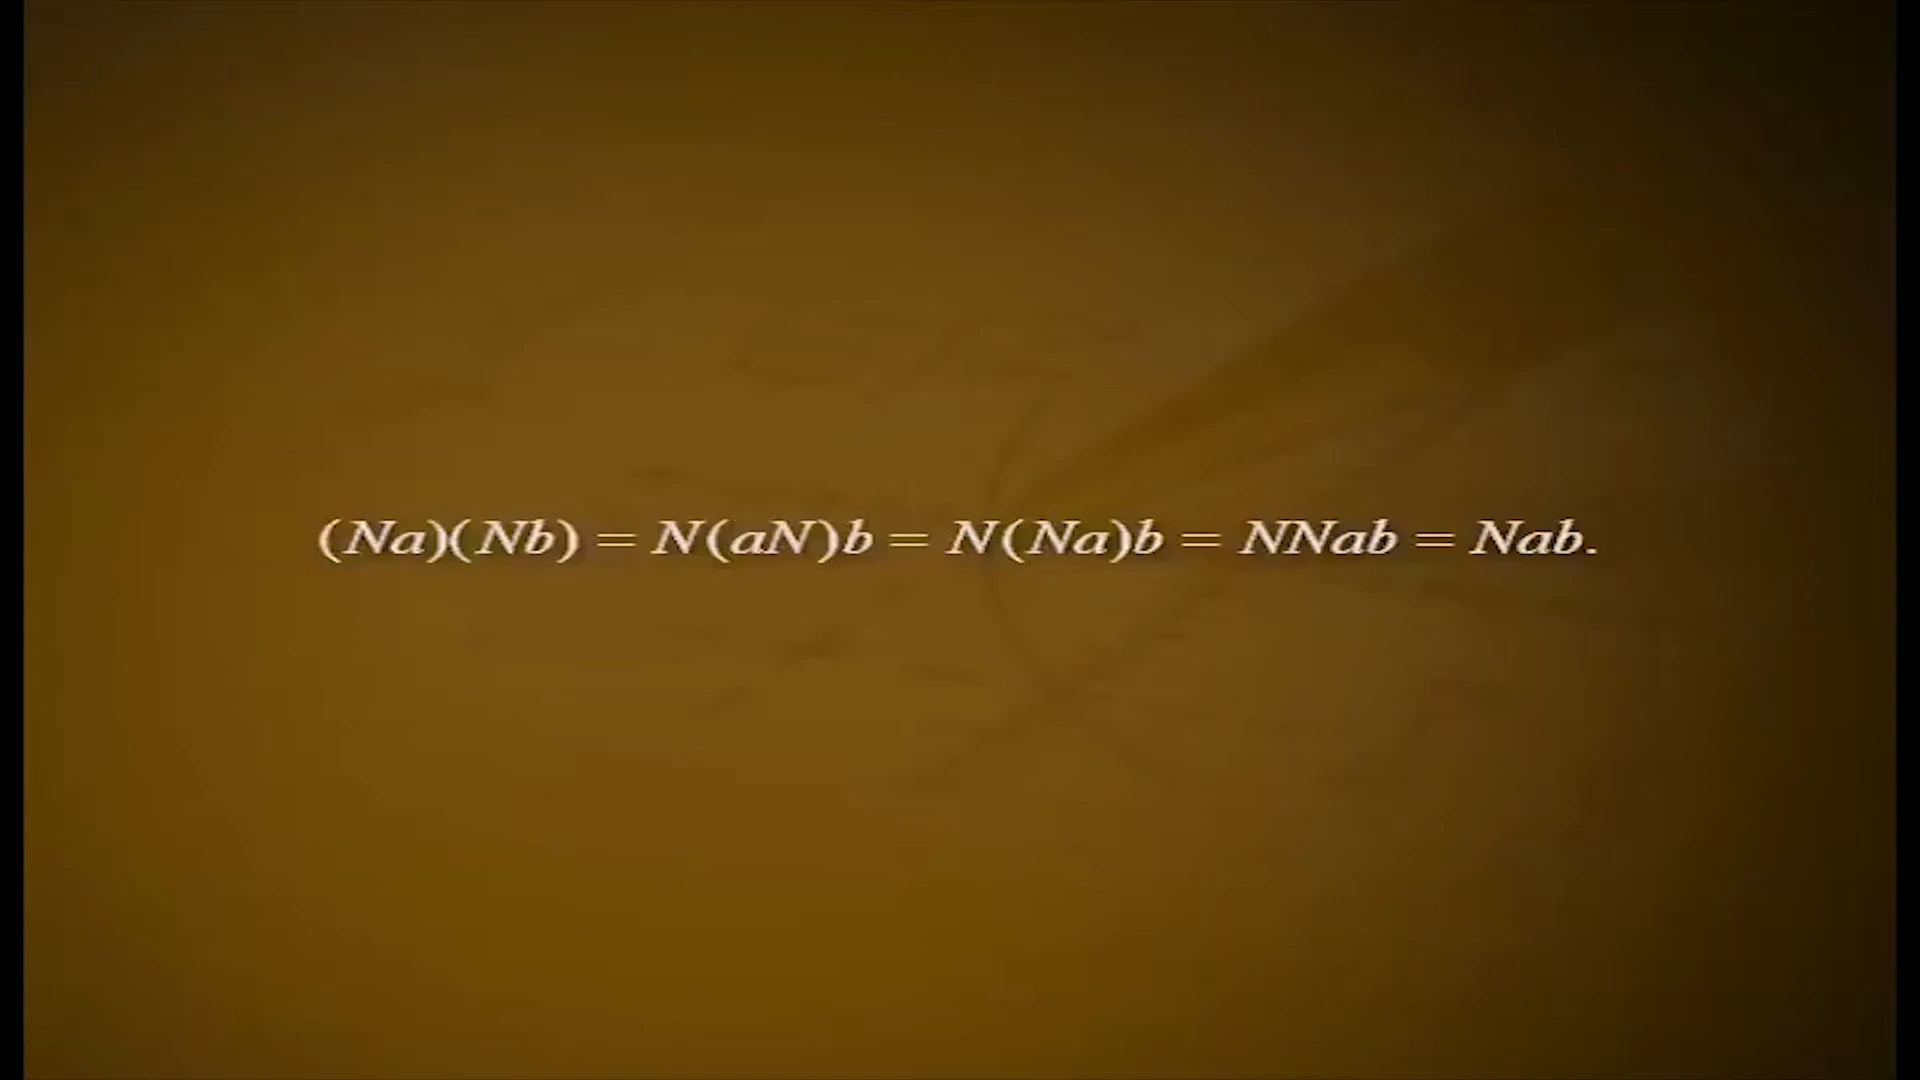 (Na)(Nb) = N(aN)b = N(Na)b = NNab = Nab.